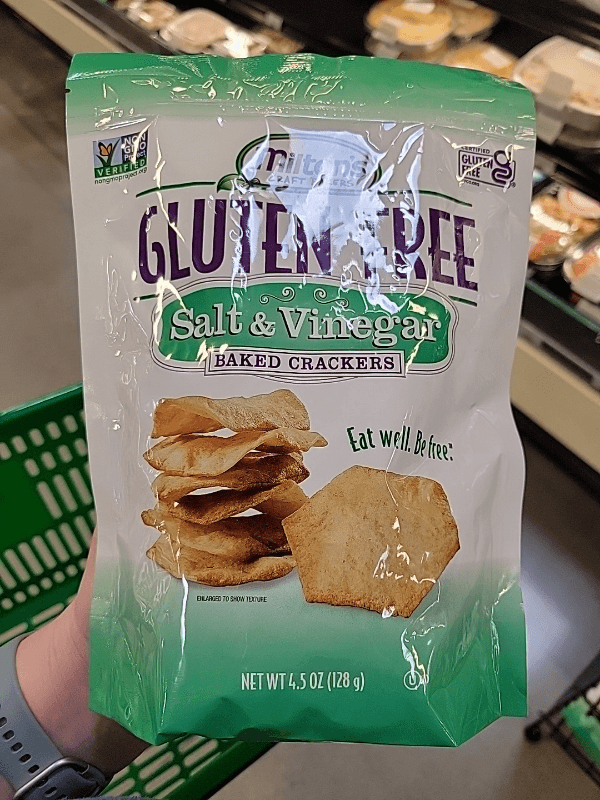 NON
GMO
Project
VERIFIED
nongmoproject.org
Milton's
CRAFT BAKERS
CERTIFIED
GLUTEN
FREE
GLUTEN FREE
Salt & Vinegar
BAKED CRACKERS
Eat well. Be free.
ENLARGED TO SHOW TEXTURE
NET WT 4.5 OZ (128 g)